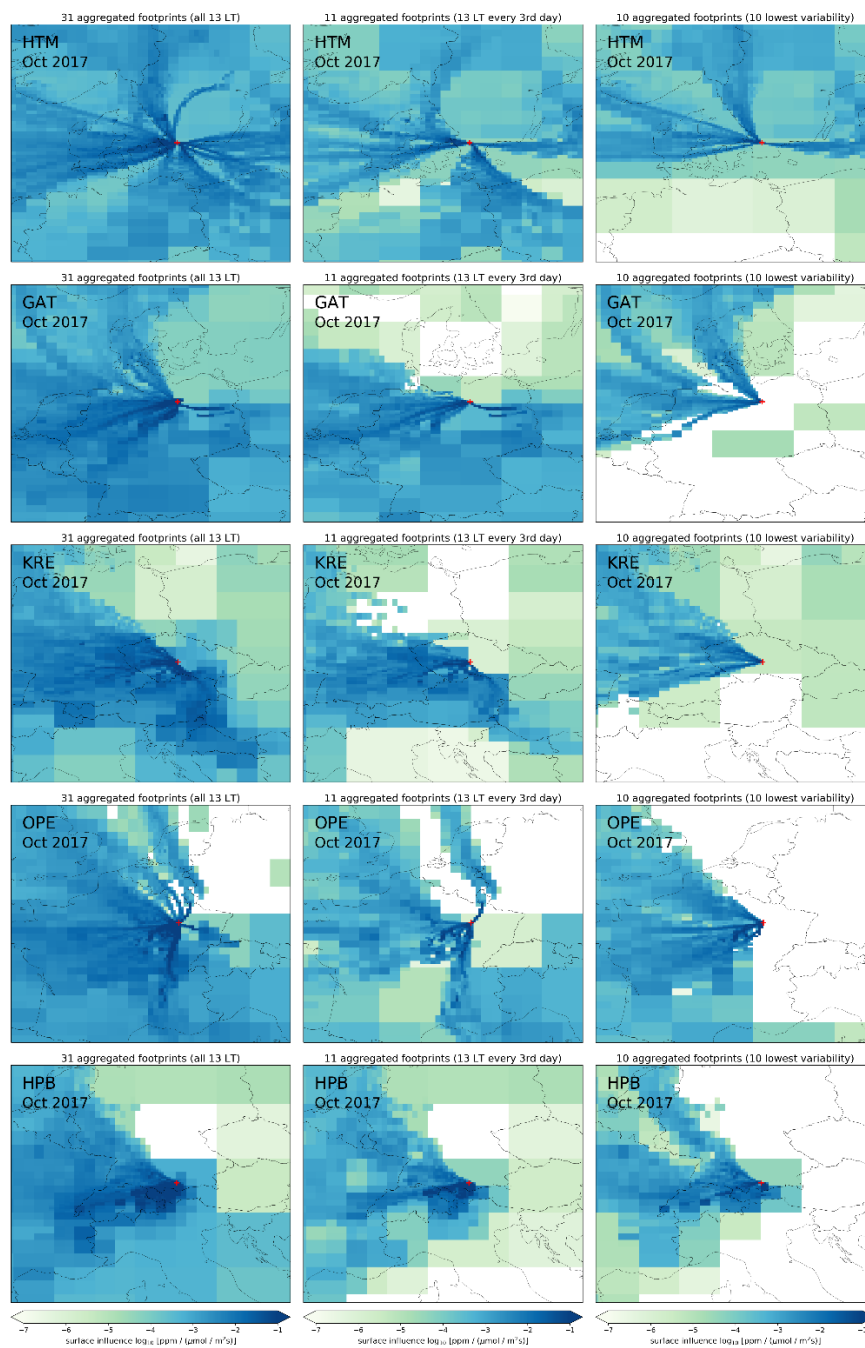 31 aggregated footprints (all 13 LT)
11 aggregated footprints (13 LT every 3rd day)
10 aggregated footprints (10 lowest variability)
HTM
Oct 2017
HTM
Oct 2017
HTM
Oct 2017
31 aggregated footprints (all 13 LT)
11 aggregated footprints (13 LT every 3rd day)
10 aggregated footprints (10 lowest variability)
GAT
Oct 2017
GAT
Oct 2017
GAT
Oct 2017
31 aggregated footprints (all 13 LT)
11 aggregated footprints (13 LT every 3rd day)
10 aggregated footprints (10 lowest variability)
KRE
Oct 2017
KRE
Oct 2017
KRE
Oct 2017
31 aggregated footprints (all 13 LT)
11 aggregated footprints (13 LT every 3rd day)
10 aggregated footprints (10 lowest variability)
OPE
Oct 2017
OPE
Oct 2017
OPE
Oct 2017
31 aggregated footprints (all 13 LT)
11 aggregated footprints (13 LT every 3rd day)
10 aggregated footprints (10 lowest variability)
HPB
Oct 2017
HPB
Oct 2017
HPB
Oct 2017
−7 −6 −5 −4 −3 −2 −1
surface influence log₁₀ [ppm / (μmol / m²s)]
−7 −6 −5 −4 −3 −2 −1
surface influence log₁₀ [ppm / (μmol / m²s)]
−7 −6 −5 −4 −3 −2 −1
surface influence log₁₀ [ppm / (μmol / m²s)]